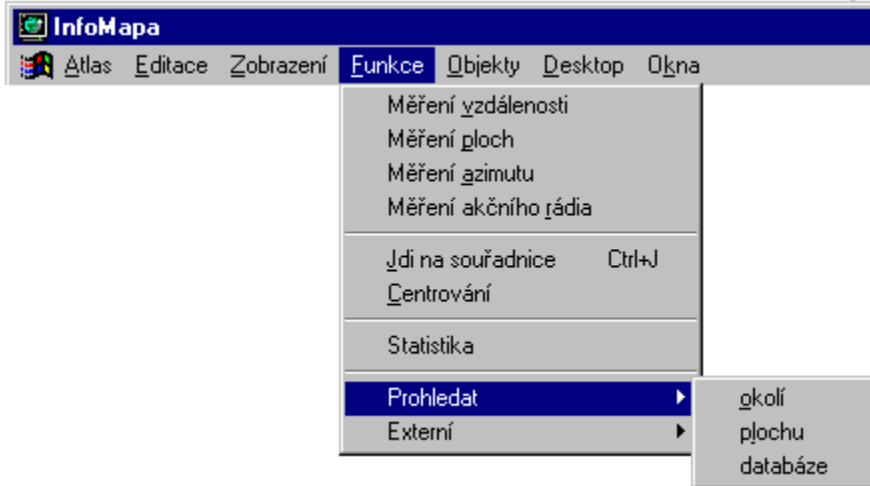 InfoMapa
Atlas Editace Zobrazení Funkce Objekty Desktop Okna
Měření vzdálenosti
Měření ploch
Měření azimutu
Měření akčního rádia
Jdi na souřadnice Ctrl+J
Centrování
Statistika
Prohledat
okolí
Externí
plochu
databáze